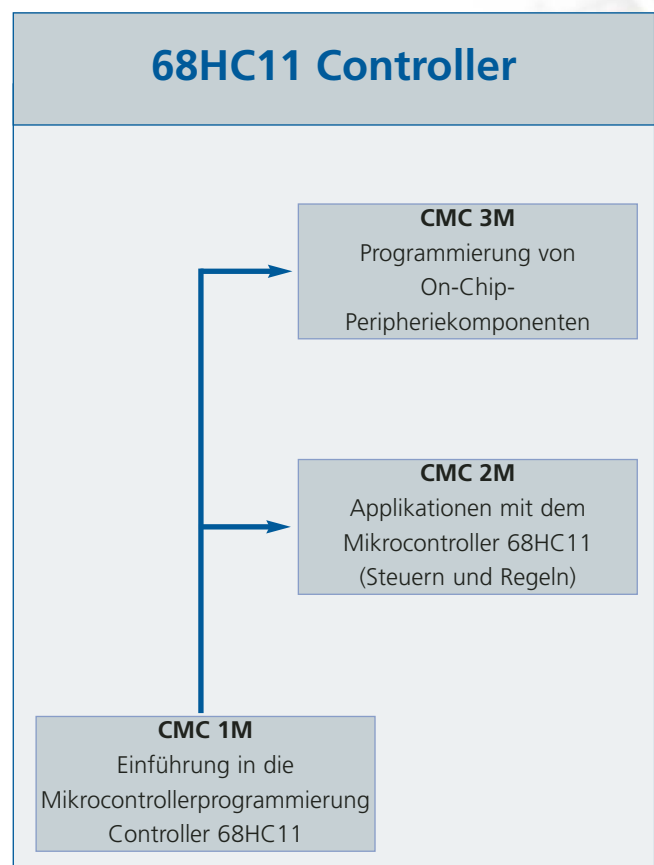 68HC11 Controller
CMC 3M
Programmierung von
On-Chip-
Peripheriekomponenten
CMC 2M
Applikationen mit dem
Mikrocontroller 68HC11
(Steuern und Regeln)
CMC 1M
Einführung in die
Mikrocontrollerprogrammierung
Controller 68HC11